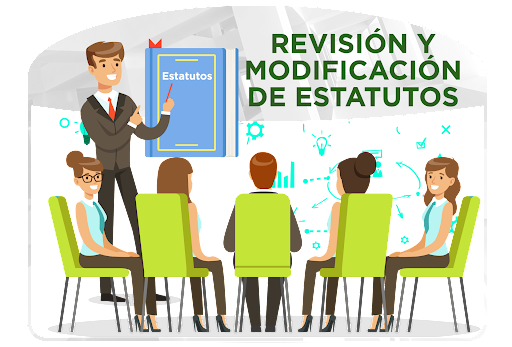 REVISIÓN Y
MODIFICACIÓN
DE ESTATUTOS
Estatutos